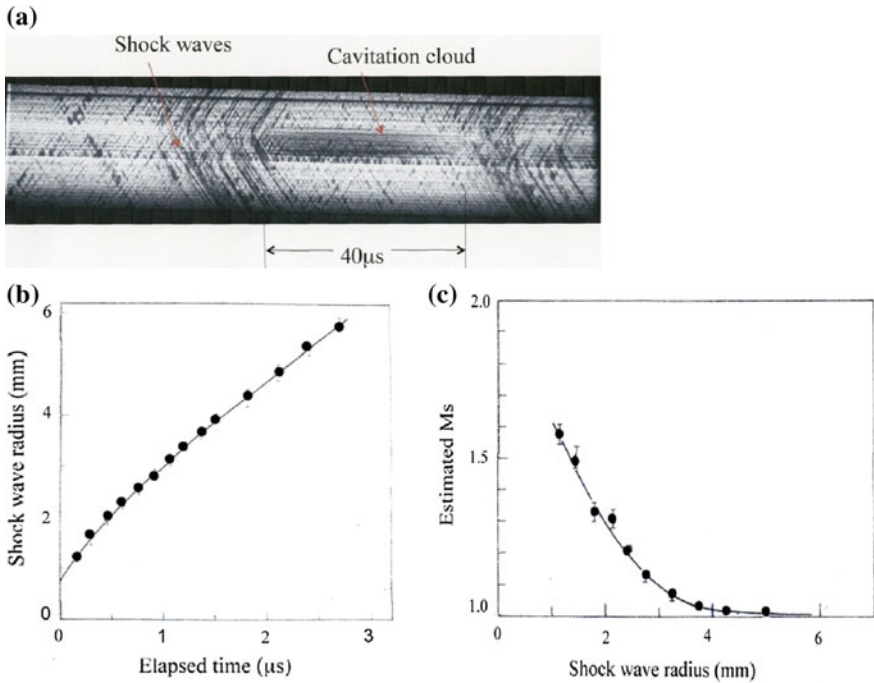 (a)
Shock waves
Cavitation cloud
40μs
(b)
6
4
2
0
Shock wave radius (mm)
0
1
2
3
Elapsed time (μs)
(c)
2.0
1.5
1.0
Estimated Ms
0
2
4
6
Shock wave radius (mm)